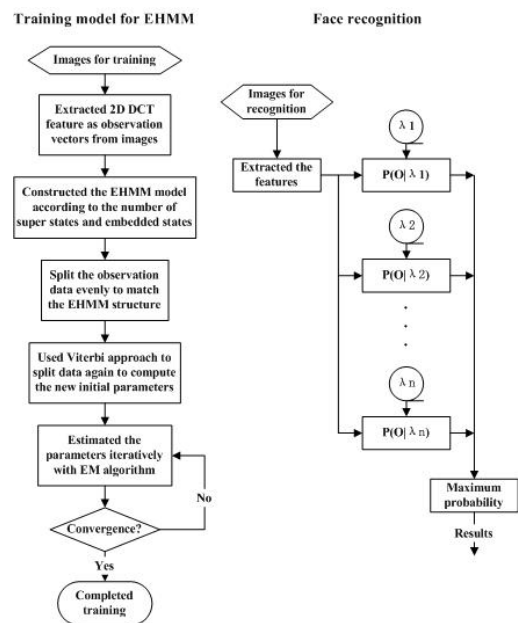 Training model for EHMM
Images for training
Extracted 2D DCT
feature as observation
vectors from images
Constructed the EHMM model
according to the number of
super states and embedded states
Split the observation
data evenly to match
the EHMM structure
Used Viterbi approach to
split data again to compute
the new initial parameters
Estimated the
parameters iteratively
with EM algorithm
No
Convergence?
Yes
Completed
training
Face recognition
Images for
recognition
Extracted the
features
λ 1
P(O| λ 1)
λ 2
P(O| λ 2)
λ n
P(O| λ n)
Maximum
probability
Results